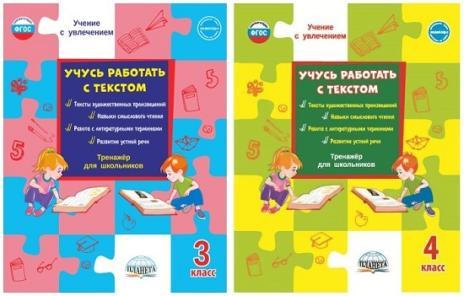 ФГОС
Учение
с увлечением
УЧУСЬ РАБОТАТЬ
С ТЕКСТОМ
Тексты художественных произведений
Навыки смыслового чтения
Работа с литературными терминами
Развитие устной речи
Тренажёр
для школьников
3
класс
ПЛАНЕТА
ФГОС
Учение
с увлечением
УЧУСЬ РАБОТАТЬ
С ТЕКСТОМ
Тексты художественных произведений
Навыки смыслового чтения
Работа с литературными терминами
Развитие устной речи
Тренажёр
для школьников
4
класс
ПЛАНЕТА